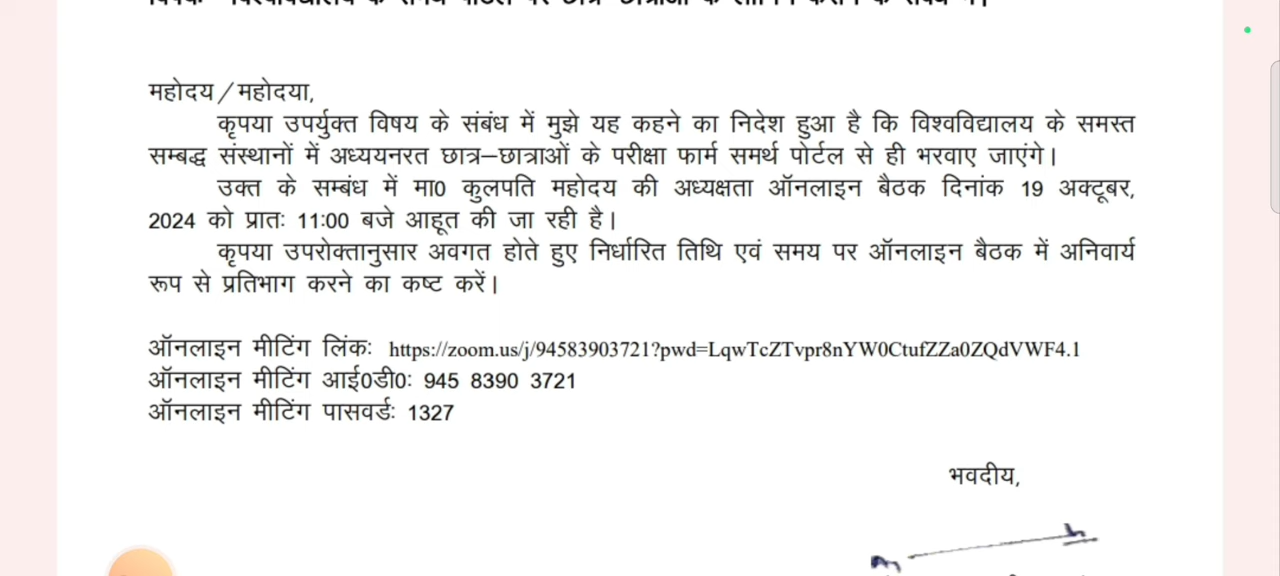 महोदय/महोदया,
कृपया उपर्युक्त विषय के संबंध में मुझे यह कहने का निदेश हुआ है कि विश्वविद्यालय के समस्त
सम्बद्ध संस्थानों में अध्ययनरत छात्र–छात्राओं के परीक्षा फार्म समर्थ पोर्टल से ही भरवाए जाएंगे।
उक्त के सम्बंध में मा0 कुलपति महोदय की अध्यक्षता ऑनलाइन बैठक दिनांक 19 अक्टूबर,
2024 को प्रातः 11:00 बजे आहूत की जा रही है।
कृपया उपरोक्तानुसार अवगत होते हुए निर्धारित तिथि एवं समय पर ऑनलाइन बैठक में अनिवार्य
रूप से प्रतिभाग करने का कष्ट करें।
ऑनलाइन मीटिंग लिंकः https://zoom.us/j/94583903721?pwd=LqwTcZTvpr8nYW0CtufZZa0ZQdVWF4.1
ऑनलाइन मीटिंग आई0डी0: 945 8390 3721
ऑनलाइन मीटिंग पासवर्डः 1327
भवदीय,